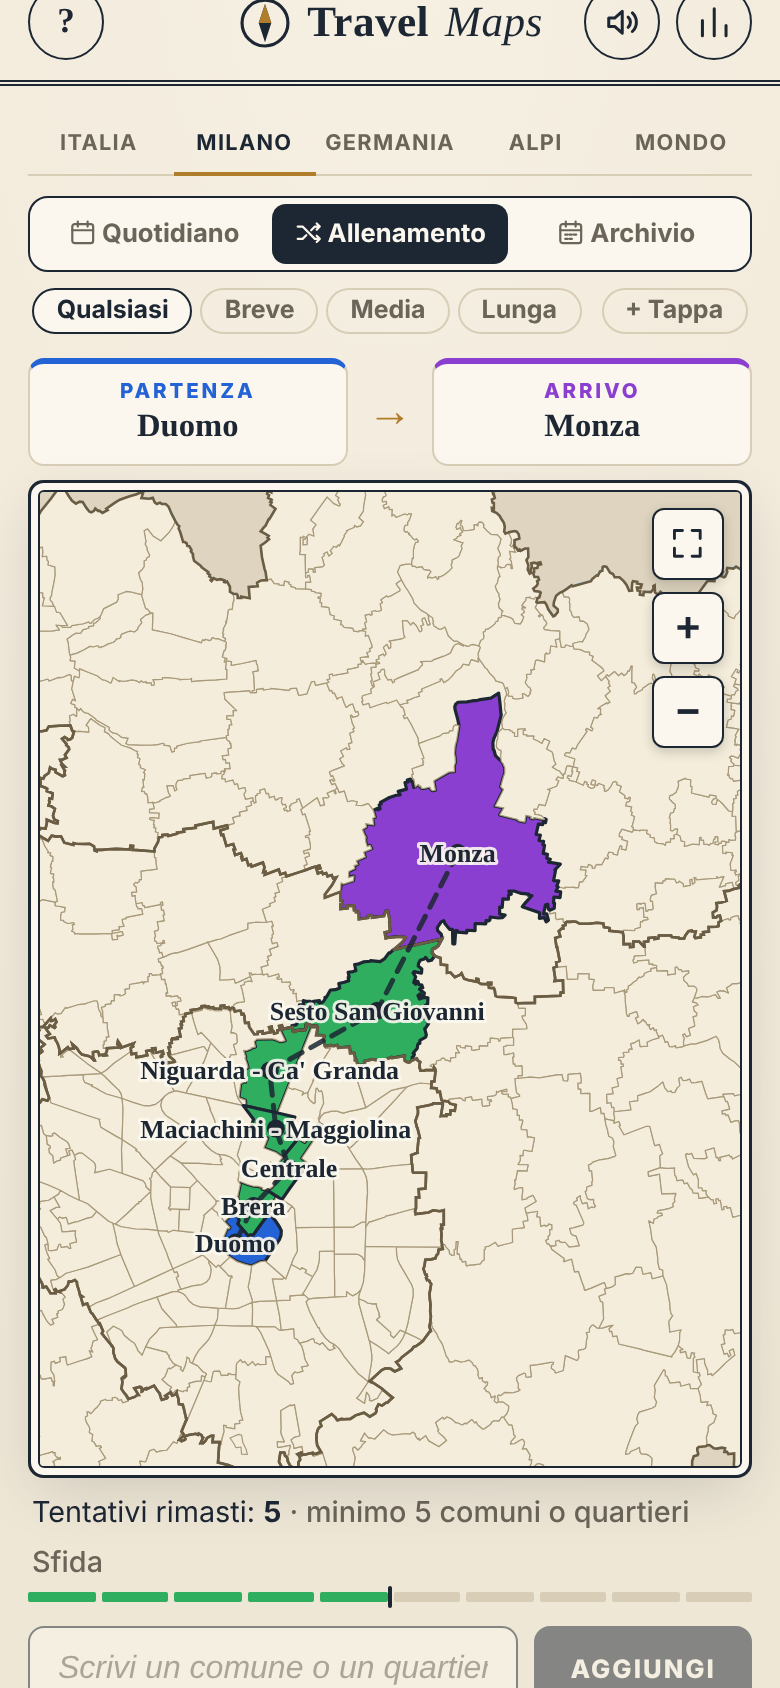 ?
Travel Maps
ITALIA MILANO GERMANIA ALPI MONDO
Quotidiano Allenamento Archivio
Qualsiasi Breve Media Lunga + Tappa
PARTENZA
Duomo
→
ARRIVO
Monza
+
−
Monza
Sesto San Giovanni
Niguarda - Ca' Granda
Maciachini - Maggiolina
Centrale
Brera
Duomo
Tentativi rimasti: 5 · minimo 5 comuni o quartieri
Sfida
Scrivi un comune o un quartier
AGGIUNGI